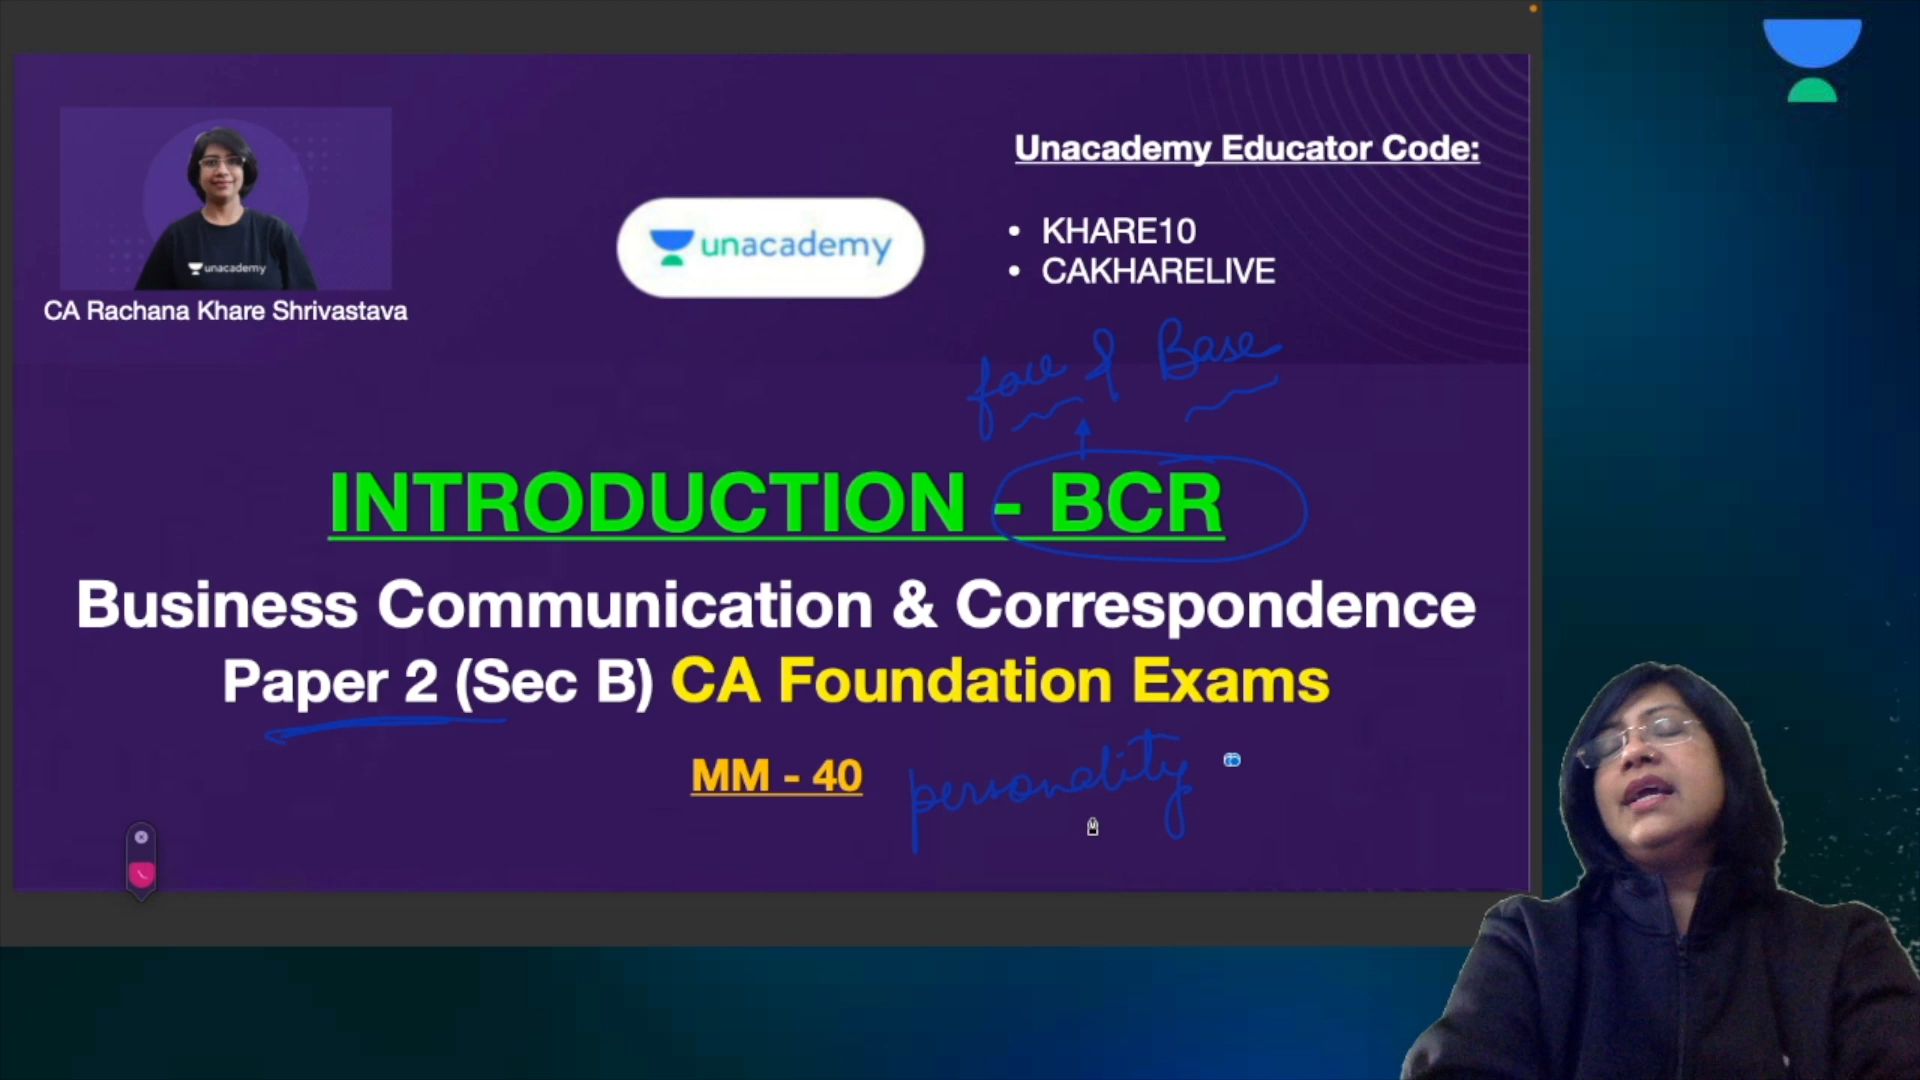 Unacademy Educator Code:
• KHARE10
• CAKHARELIVE
unacademy
unacademy
CA Rachana Khare Shrivastava
face & Base
INTRODUCTION - BCR
Business Communication & Correspondence
Paper 2 (Sec B) CA Foundation Exams
MM - 40
personality